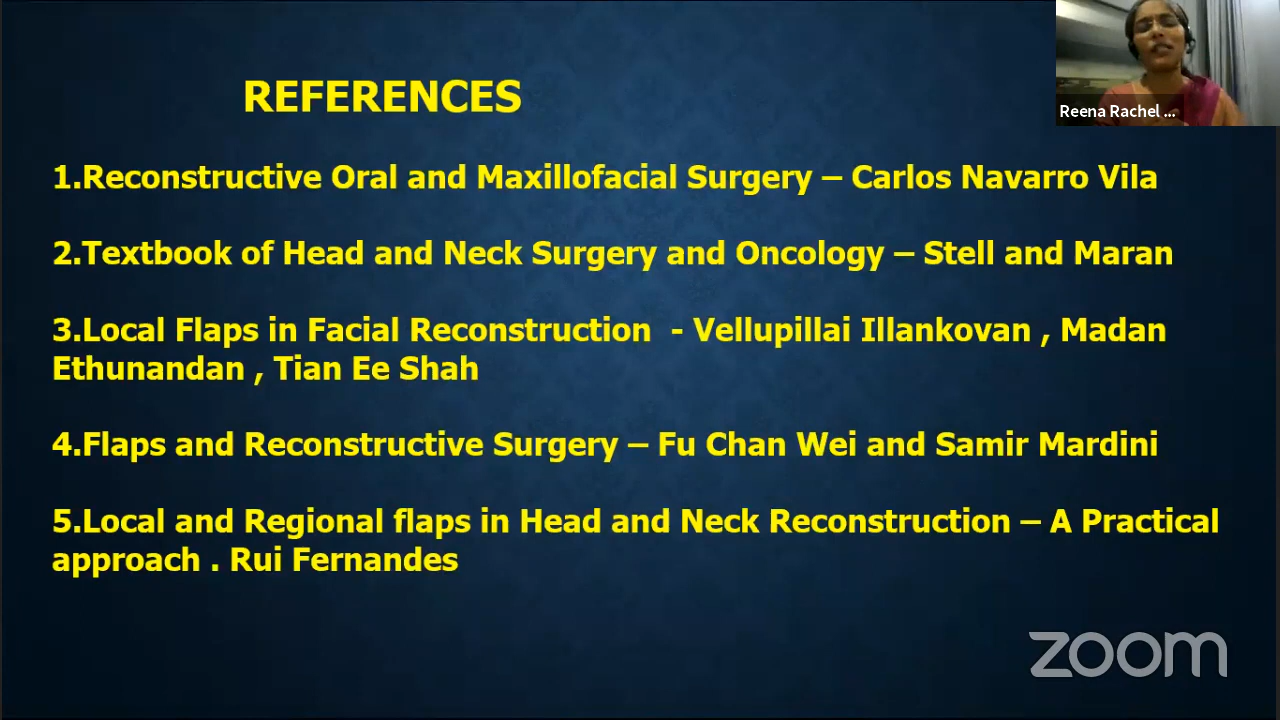 REFERENCES
Reena Rachel ...
1.Reconstructive Oral and Maxillofacial Surgery – Carlos Navarro Vila
2.Textbook of Head and Neck Surgery and Oncology – Stell and Maran
3.Local Flaps in Facial Reconstruction - Vellupillai Illankovan , Madan
Ethunandan , Tian Ee Shah
4.Flaps and Reconstructive Surgery – Fu Chan Wei and Samir Mardini
5.Local and Regional flaps in Head and Neck Reconstruction – A Practical
approach . Rui Fernandes
zoom